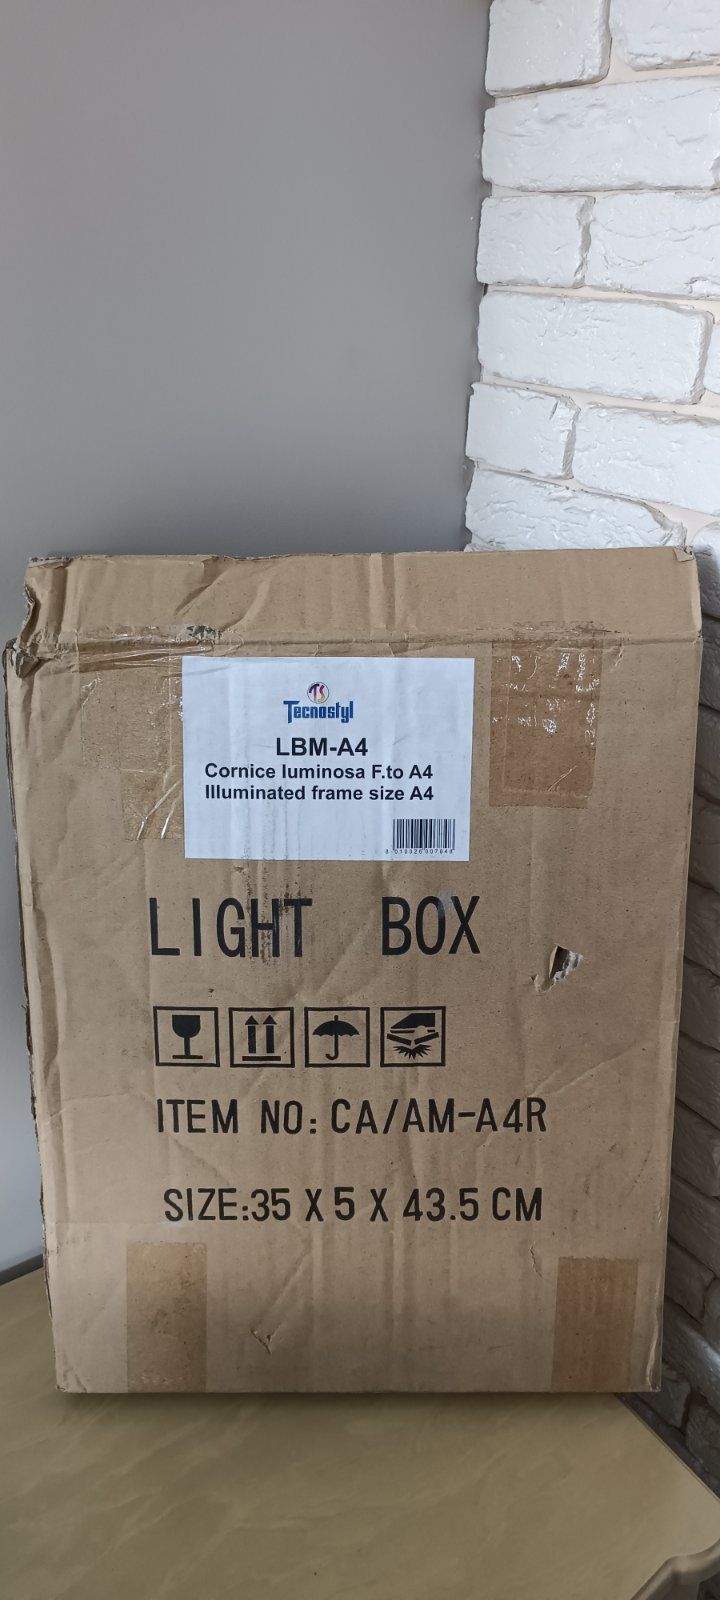 TS
Tecnostyl
LBM-A4
Cornice luminosa F.to A4
Illuminated frame size A4
LIGHT BOX
ITEM NO: CA/AM-A4R
SIZE:35 X 5 X 43.5 CM